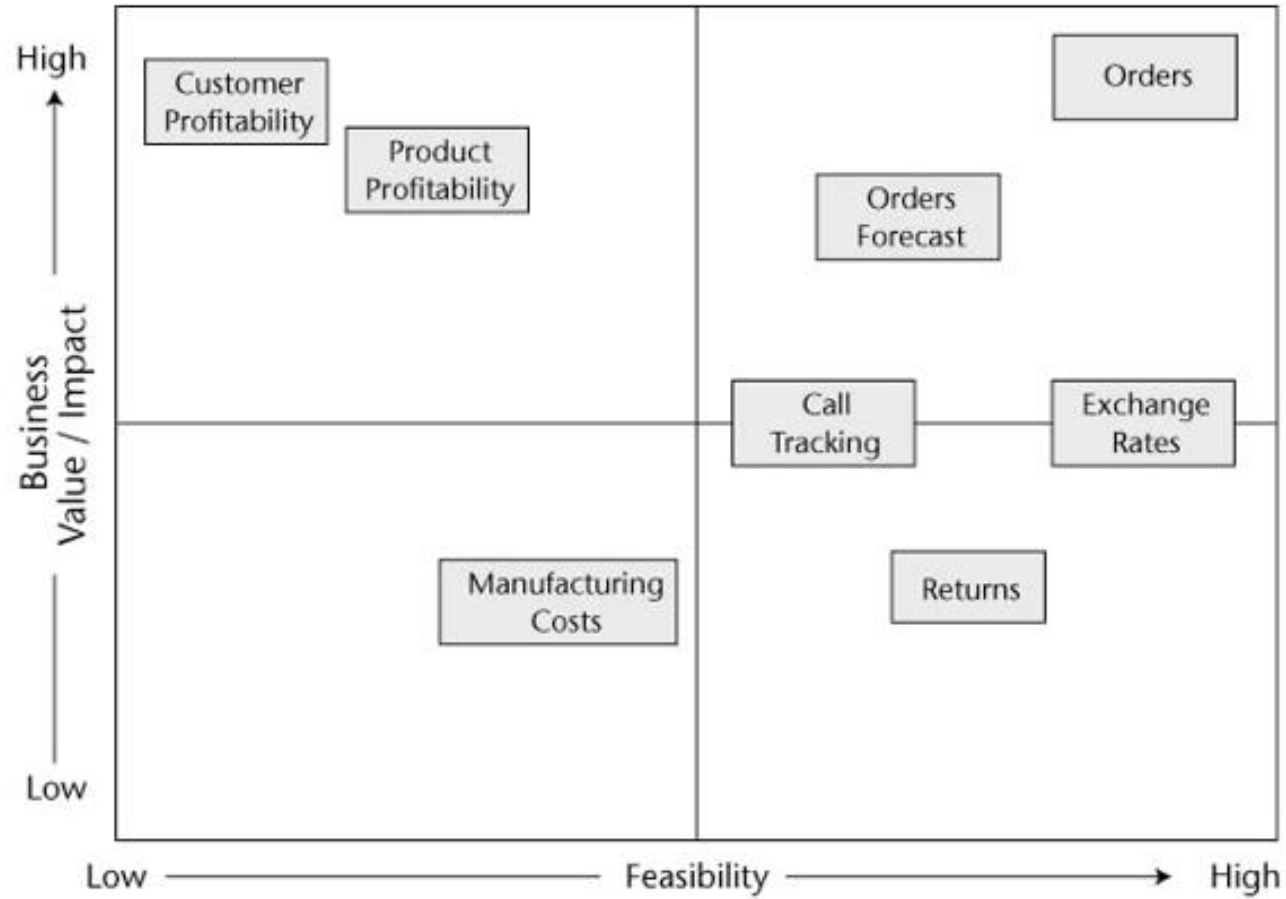 High
Customer
Profitability
Product
Profitability
Orders
Orders
Forecast
Business
Value / Impact
Call
Tracking
Exchange
Rates
Manufacturing
Costs
Returns
Low
Low
Feasibility
High